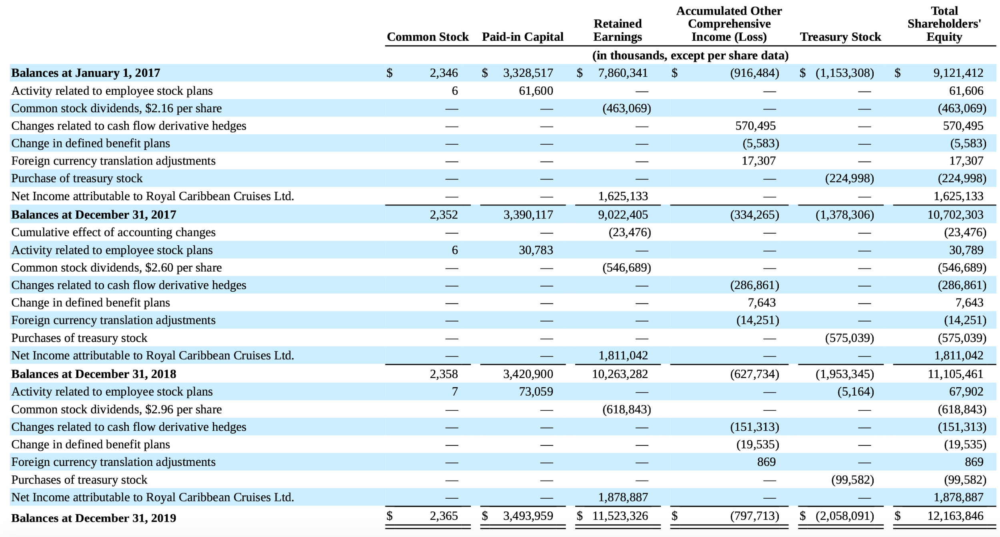 Accumulated Other Total
Retained Comprehensive Shareholders'
Common Stock Paid-in Capital Earnings Income (Loss) Treasury Stock Equity
(in thousands, except per share data)
Balances at January 1, 2017 $ 2,346 $ 3,328,517 $ 7,860,341 $ (916,484) $ (1,153,308) $ 9,121,412
Activity related to employee stock plans 6 61,600 — — — 61,606
Common stock dividends, $2.16 per share — — (463,069) — — (463,069)
Changes related to cash flow derivative hedges — — — 570,495 — 570,495
Change in defined benefit plans — — — (5,583) — (5,583)
Foreign currency translation adjustments — — — 17,307 — 17,307
Purchase of treasury stock — — — — (224,998) (224,998)
Net Income attributable to Royal Caribbean Cruises Ltd. — — 1,625,133 — — 1,625,133
Balances at December 31, 2017 2,352 3,390,117 9,022,405 (334,265) (1,378,306) 10,702,303
Cumulative effect of accounting changes — — (23,476) — — (23,476)
Activity related to employee stock plans 6 30,783 — — — 30,789
Common stock dividends, $2.60 per share — — (546,689) — — (546,689)
Changes related to cash flow derivative hedges — — — (286,861) — (286,861)
Change in defined benefit plans — — — 7,643 — 7,643
Foreign currency translation adjustments — — — (14,251) — (14,251)
Purchases of treasury stock — — — — (575,039) (575,039)
Net Income attributable to Royal Caribbean Cruises Ltd. — — 1,811,042 — — 1,811,042
Balances at December 31, 2018 2,358 3,420,900 10,263,282 (627,734) (1,953,345) 11,105,461
Activity related to employee stock plans 7 73,059 — — (5,164) 67,902
Common stock dividends, $2.96 per share — — (618,843) — — (618,843)
Changes related to cash flow derivative hedges — — — (151,313) — (151,313)
Change in defined benefit plans — — — (19,535) — (19,535)
Foreign currency translation adjustments — — — 869 — 869
Purchases of treasury stock — — — — (99,582) (99,582)
Net Income attributable to Royal Caribbean Cruises Ltd. — — 1,878,887 — — 1,878,887
Balances at December 31, 2019 $ 2,365 $ 3,493,959 $ 11,523,326 $ (797,713) $ (2,058,091) $ 12,163,846